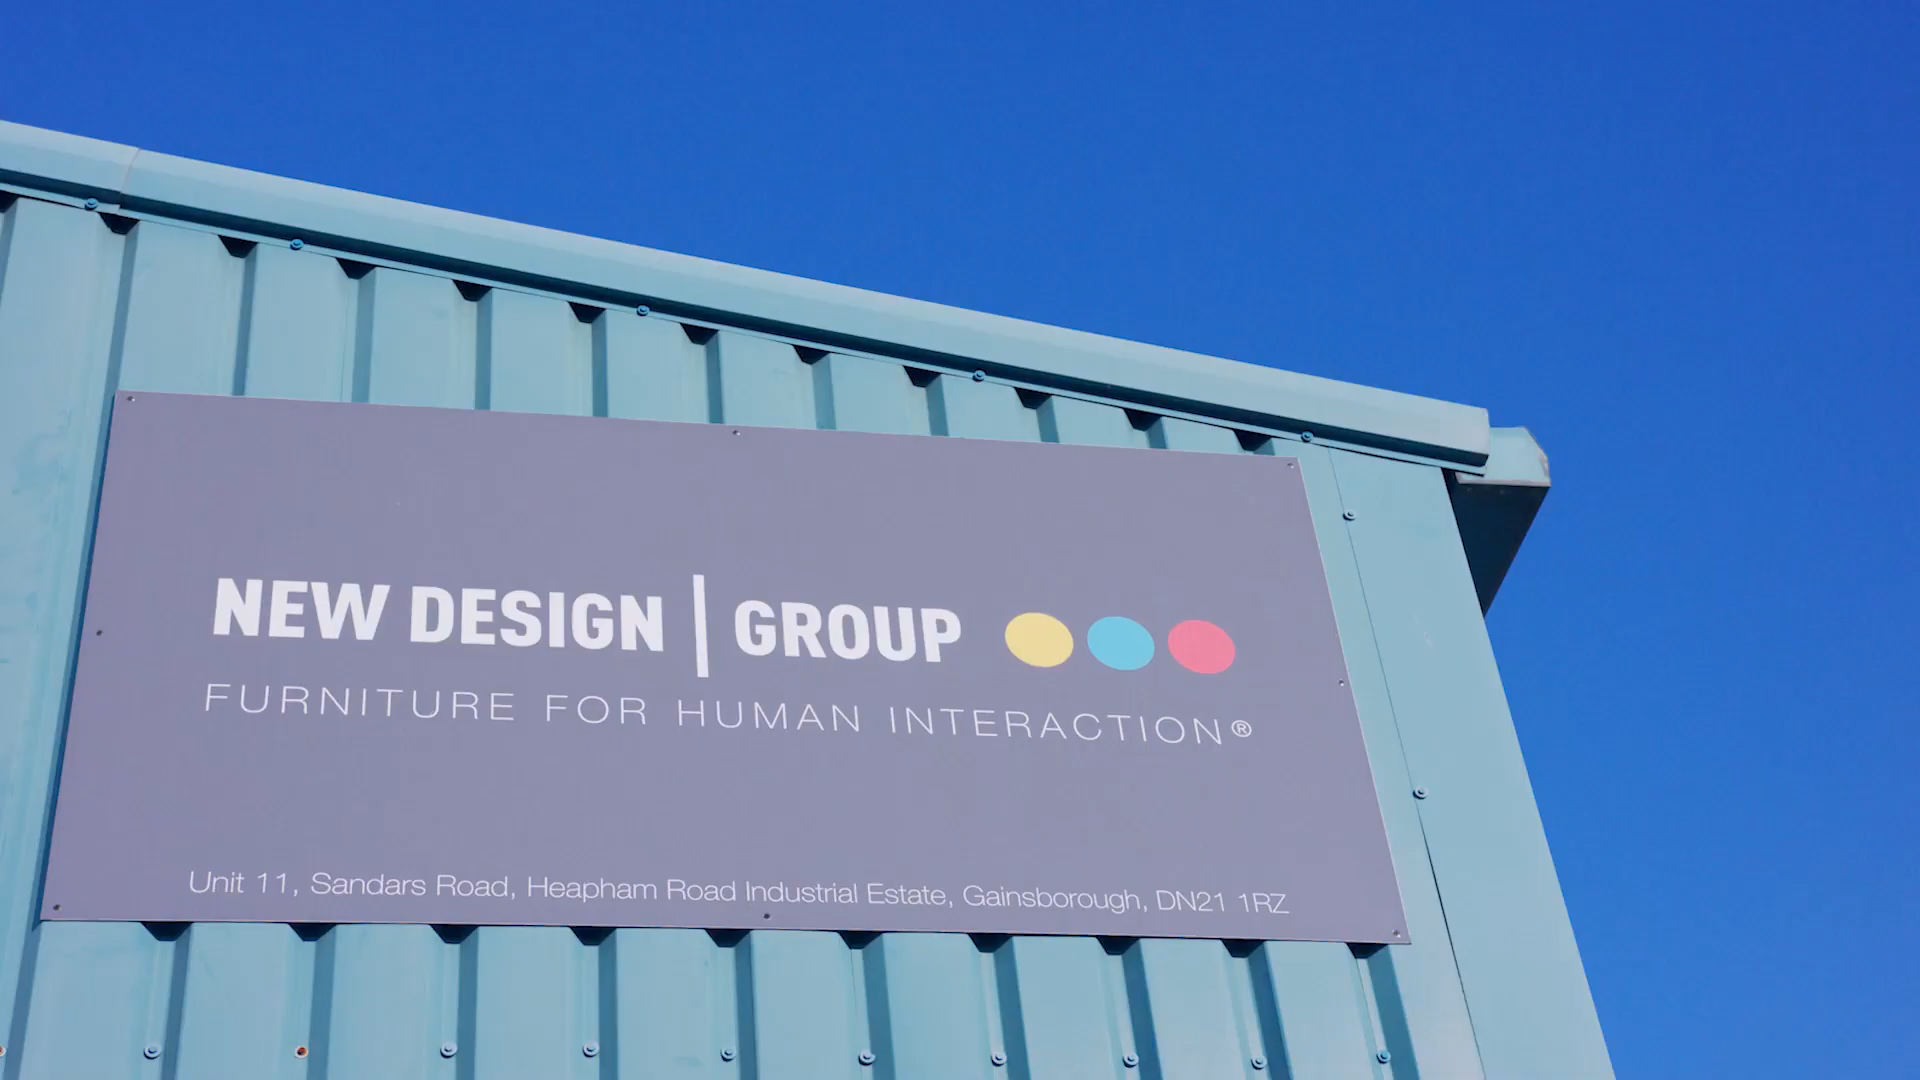 NEW DESIGN | GROUP
FURNITURE FOR HUMAN INTERACTION®
Unit 11, Sandars Road, Heapham Road Industrial Estate, Gainsborough, DN21 1RZ